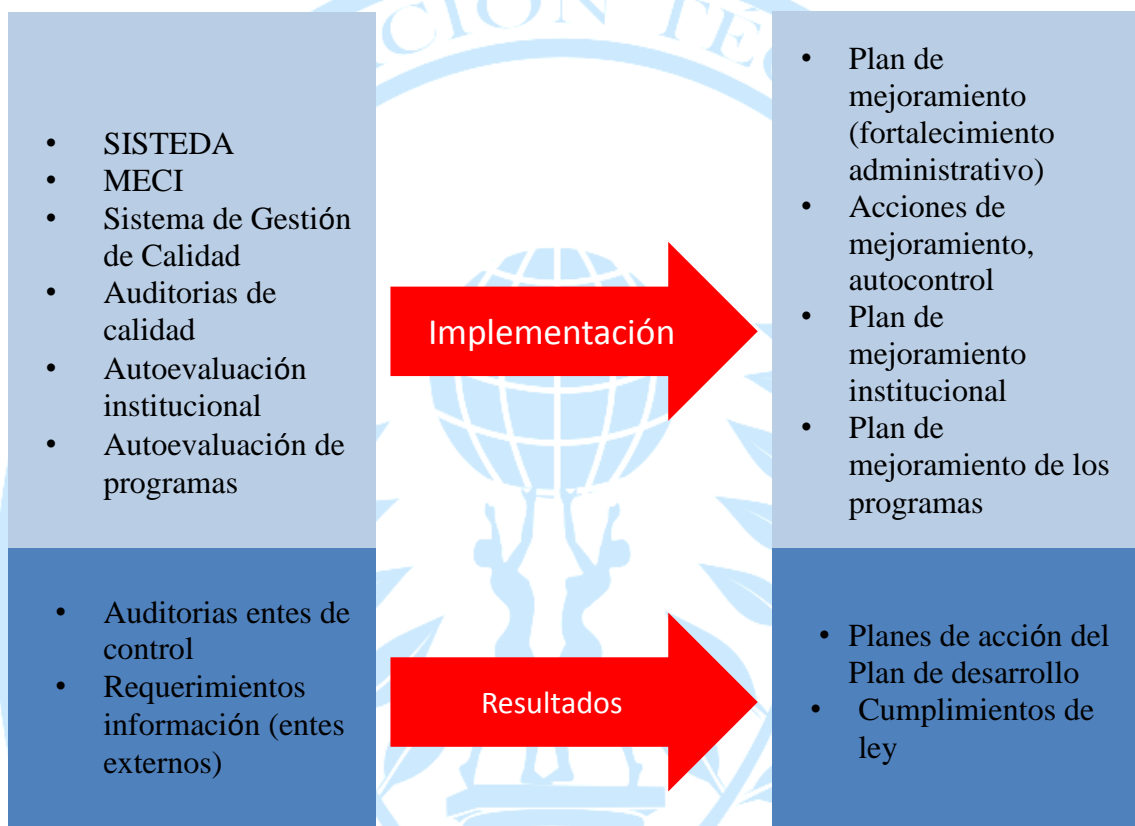 CIÓN TÉC
• SISTEDA
• MECI
• Sistema de Gestión
de Calidad
• Auditorias de
calidad
• Autoevaluación
institucional
• Autoevaluación de
programas
Implementación
• Plan de
mejoramiento
(fortalecimiento
administrativo)
• Acciones de
mejoramiento,
autocontrol
• Plan de
mejoramiento
institucional
• Plan de
mejoramiento de los
programas
• Auditorias entes de
control
• Requerimientos
información (entes
externos)
Resultados
• Planes de acción del
Plan de desarrollo
• Cumplimientos de
ley